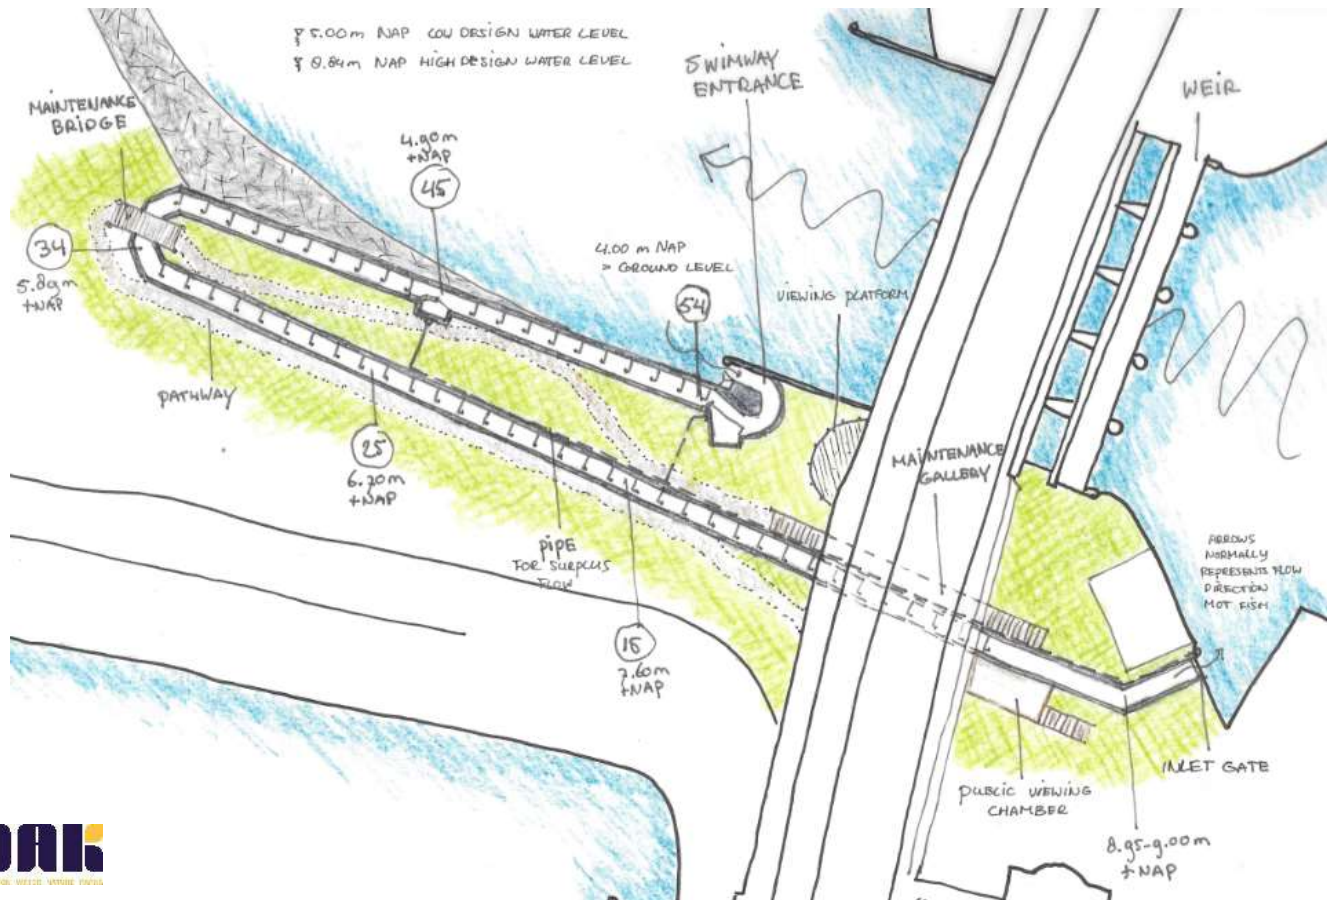 5.00m NAP LOW DESIGN WATER LEVEL
8.84m NAP HIGH DESIGN WATER LEVEL
SWIMWAY
ENTRANCE
WEIR
MAINTENANCE
BRIDGE
4.90m
+NAP
45
34
5.89m
+NAP
4.00 m NAP
= GROUND LEVEL
54
VIEWING PLATFORM
PATHWAY
25
6.70m
+NAP
MAINTENANCE
GALLERY
PIPE
FOR SURPLUS
FLOW
ARROWS
NORMALLY
REPRESENTS FLOW
DIRECTION
NOT FISH
7.60m
+NAP
INLET GATE
PUBLIC VIEWING
CHAMBER
8.95-9.00m
+NAP